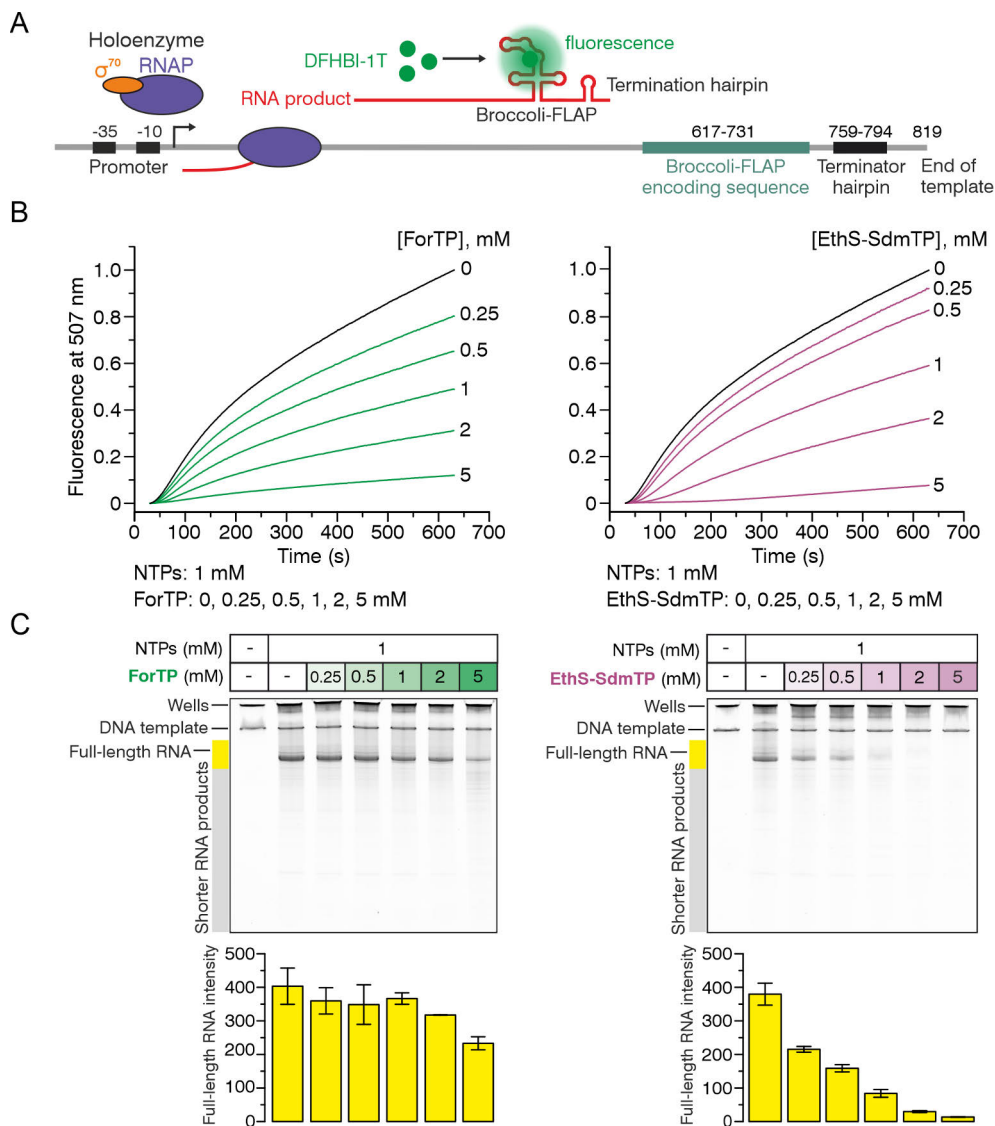 A
Holoenzyme
σ70
RNAP
DFHBI-1T
fluorescence
RNA product
Termination hairpin
Broccoli-FLAP
-35
-10
Promoter
617-731
759-794
819
Broccoli-FLAP
encoding sequence
Terminator
hairpin
End of
template
B
[ForTP], mM
Fluorescence at 507 nm
1.0
0.8
0.6
0.4
0.2
0
0
0.25
0.5
1
2
5
0 100 200 300 400 500 600 700
Time (s)
NTPs: 1 mM
ForTP: 0, 0.25, 0.5, 1, 2, 5 mM
[EthS-SdmTP], mM
1.0
0.8
0.6
0.4
0.2
0
0
0.25
0.5
1
2
5
0 100 200 300 400 500 600 700
Time (s)
NTPs: 1 mM
EthS-SdmTP: 0, 0.25, 0.5, 1, 2, 5 mM
C
NTPs (mM) - 1
ForTP (mM) - - 0.25 0.5 1 2 5
Wells
DNA template
Full-length RNA
Shorter RNA products
Full-length RNA intensity
500
400
300
200
100
0
NTPs (mM) - 1
EthS-SdmTP (mM) - - 0.25 0.5 1 2 5
Wells
DNA template
Full-length RNA
Shorter RNA products
Full-length RNA intensity
500
400
300
200
100
0